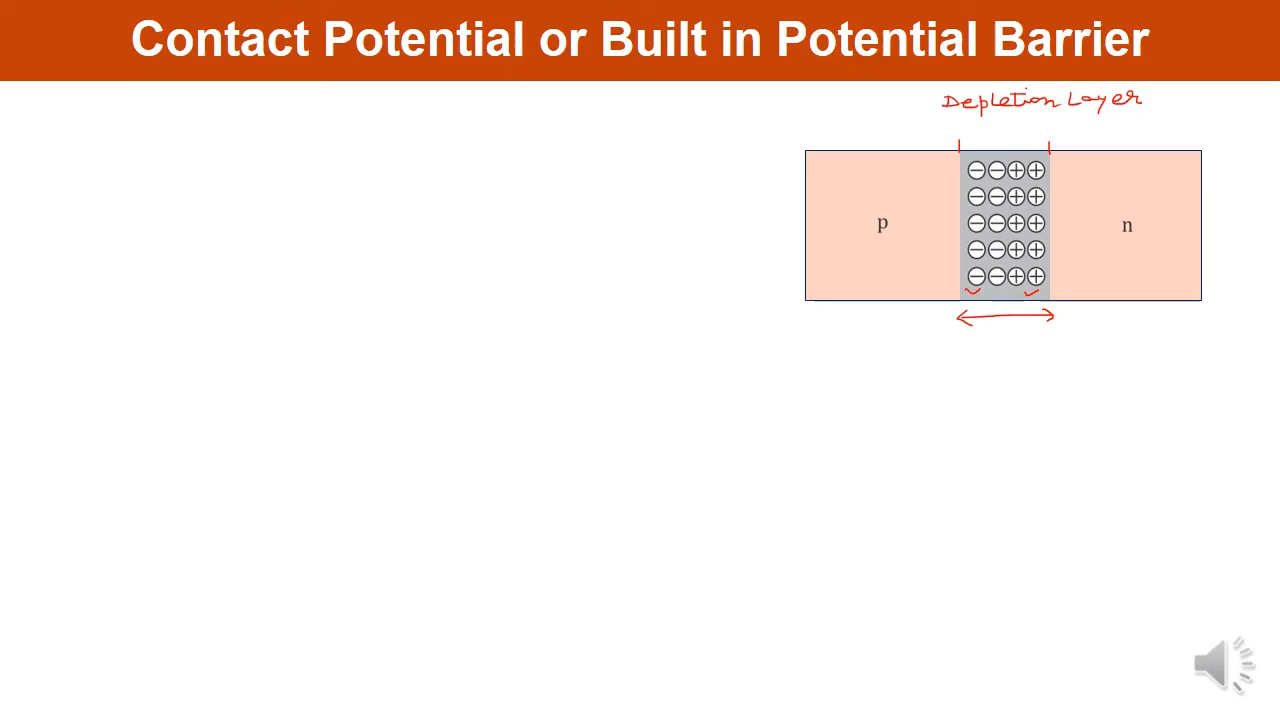 Contact Potential or Built in Potential Barrier
Depletion Layer
p
n